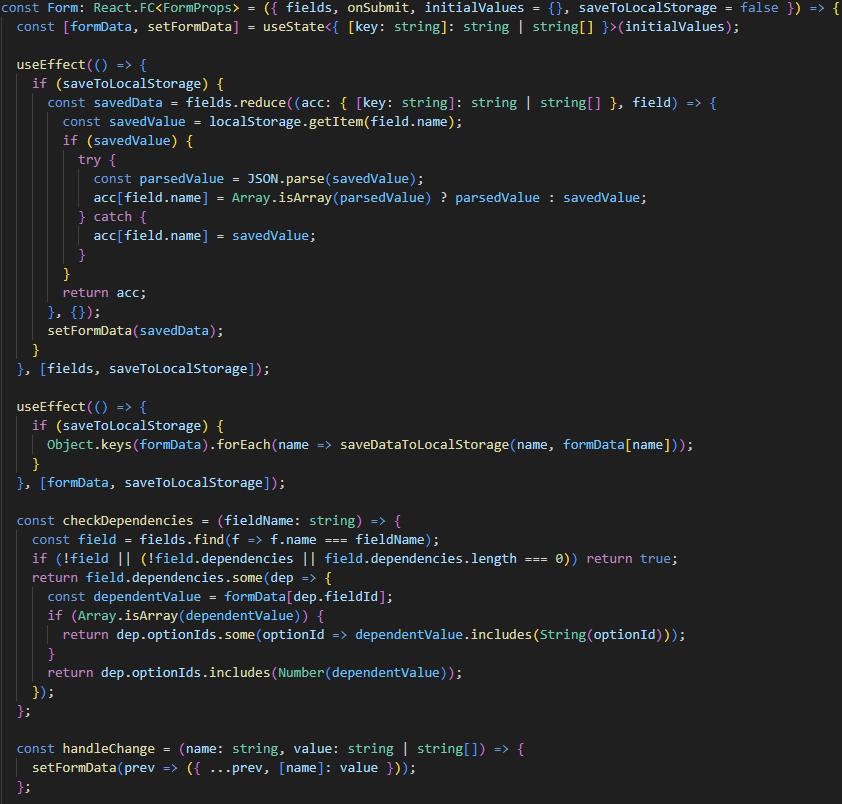 const Form: React.FC<FormProps> = ({ fields, onSubmit, initialValues = {}, saveToLocalStorage = false }) => {
  const [formData, setFormData] = useState<{ [key: string]: string | string[] }>(initialValues);

  useEffect(() => {
    if (saveToLocalStorage) {
      const savedData = fields.reduce((acc: { [key: string]: string | string[] }, field) => {
        const savedValue = localStorage.getItem(field.name);
        if (savedValue) {
          try {
            const parsedValue = JSON.parse(savedValue);
            acc[field.name] = Array.isArray(parsedValue) ? parsedValue : savedValue;
          } catch {
            acc[field.name] = savedValue;
          }
        }
        return acc;
      }, {});
      setFormData(savedData);
    }
  }, [fields, saveToLocalStorage]);

  useEffect(() => {
    if (saveToLocalStorage) {
      Object.keys(formData).forEach(name => saveDataToLocalStorage(name, formData[name]));
    }
  }, [formData, saveToLocalStorage]);

  const checkDependencies = (fieldName: string) => {
    const field = fields.find(f => f.name === fieldName);
    if (!field || (!field.dependencies || field.dependencies.length === 0)) return true;
    return field.dependencies.some(dep => {
      const dependentValue = formData[dep.fieldId];
      if (Array.isArray(dependentValue)) {
        return dep.optionIds.some(optionId => dependentValue.includes(String(optionId)));
      }
      return dep.optionIds.includes(Number(dependentValue));
    });
  };

  const handleChange = (name: string, value: string | string[]) => {
    setFormData(prev => ({ ...prev, [name]: value }));
  };